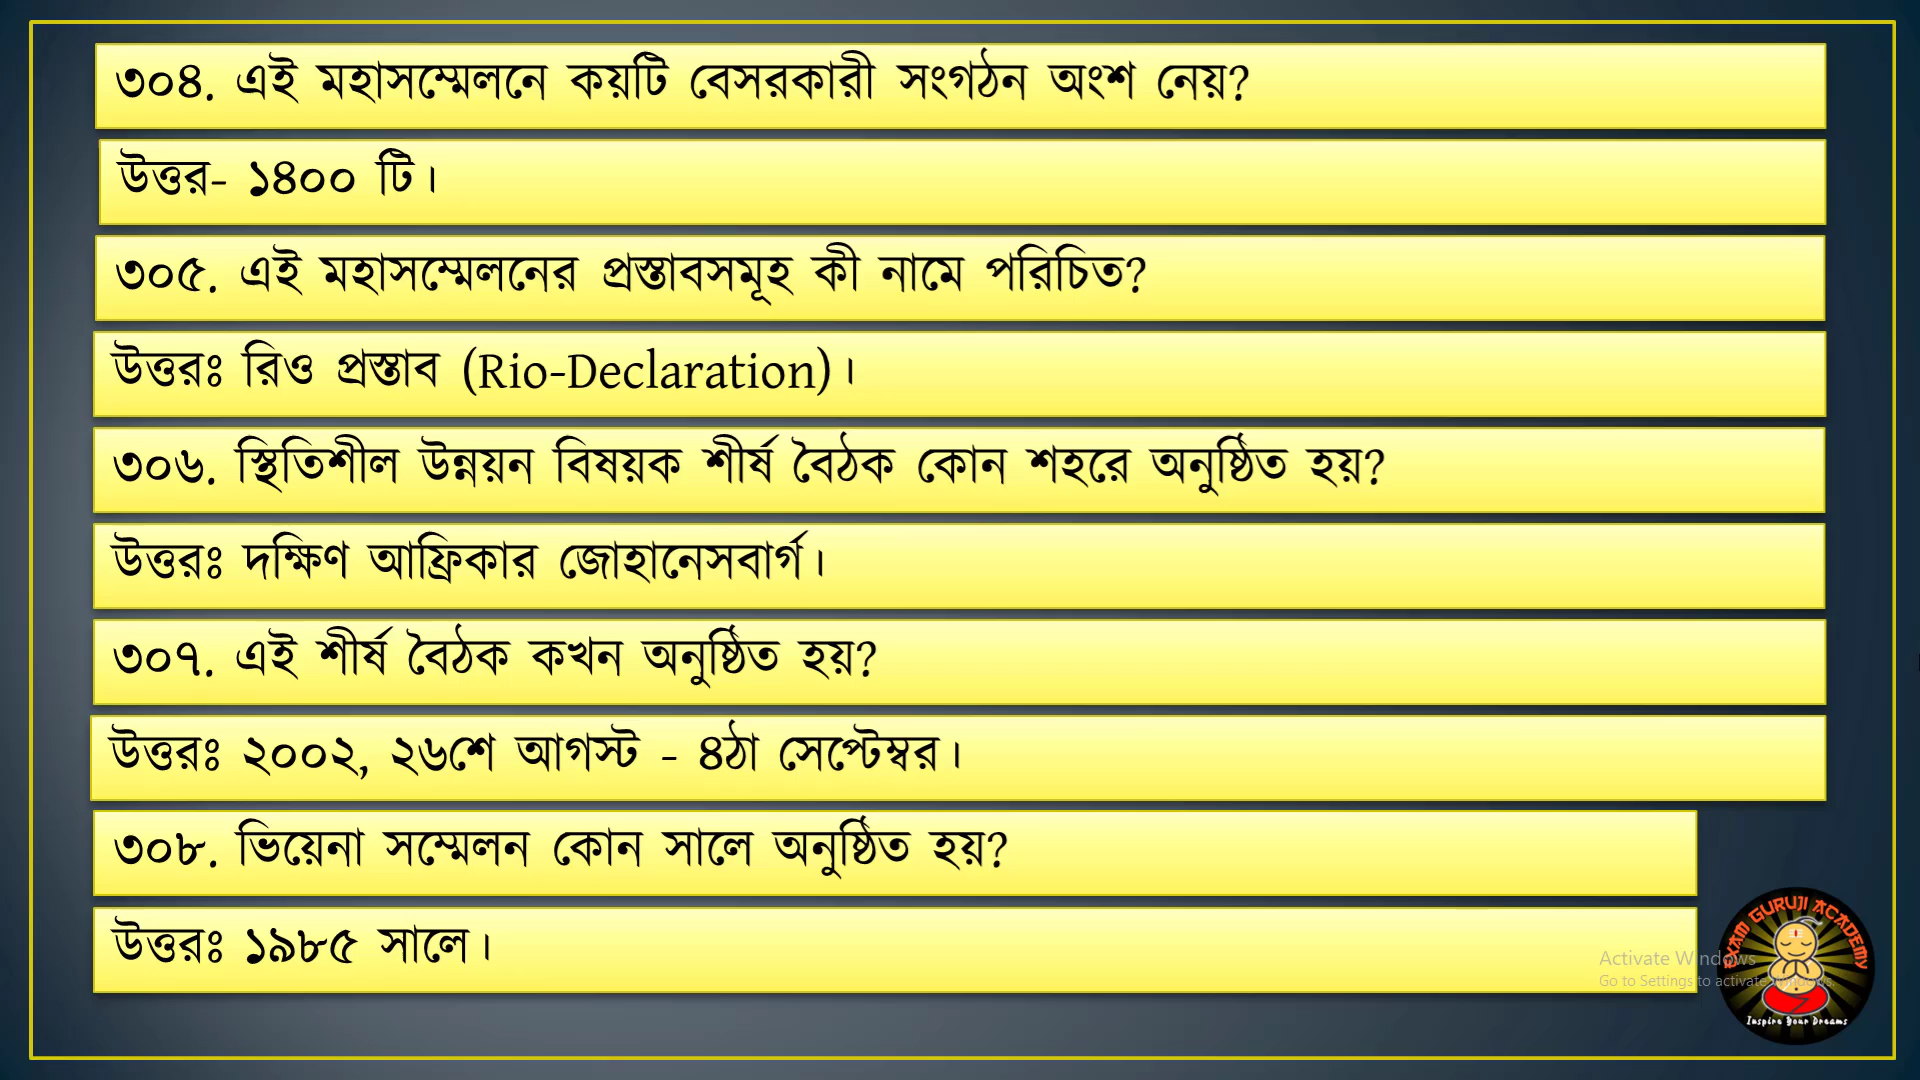 ৩০৪. এই মহাসম্মেলনে কয়টি বেসরকারী সংগঠন অংশ নেয়?
উত্তর- ১৪০০ টি।
৩০৫. এই মহাসম্মেলনের প্রস্তাবসমূহ কী নামে পরিচিত?
উত্তরঃ রিও প্রস্তাব (Rio-Declaration)।
৩০৬. স্থিতিশীল উন্নয়ন বিষয়ক শীর্ষ বৈঠক কোন শহরে অনুষ্ঠিত হয়?
উত্তরঃ দক্ষিণ আফ্রিকার জোহানেসবার্গ।
৩০৭. এই শীর্ষ বৈঠক কখন অনুষ্ঠিত হয়?
উত্তরঃ ২০০২, ২৬শে আগস্ট - ৪ঠা সেপ্টেম্বর।
৩০৮. ভিয়েনা সম্মেলন কোন সালে অনুষ্ঠিত হয়?
উত্তরঃ ১৯৮৫ সালে।
EXAM GURUJI ACADEMY
Inspire Your Dreams
Activate Windows
Go to Settings to activate Windows.